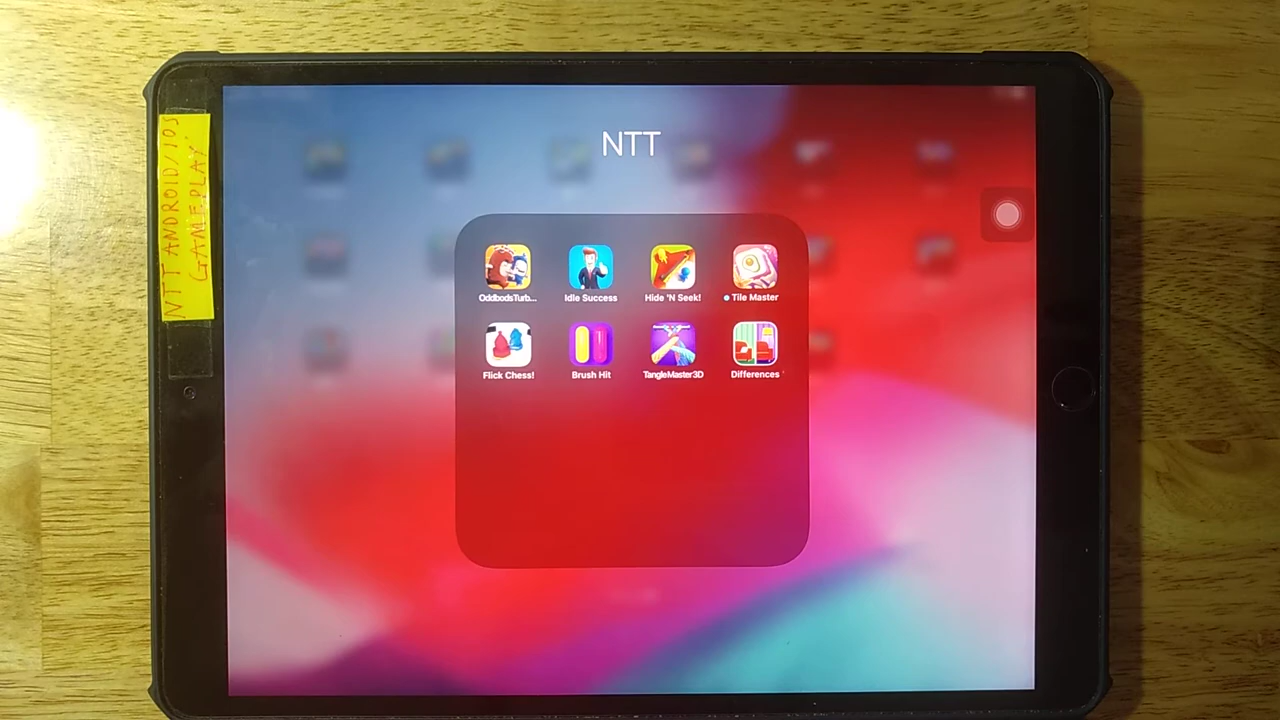 NTT ANDROID/IOS
GAMEPLAY
NTT
OddbodsTurb...
Idle Success
Hide 'N Seek!
Tile Master
Flick Chess!
Brush Hit
TangleMaster3D
Differences